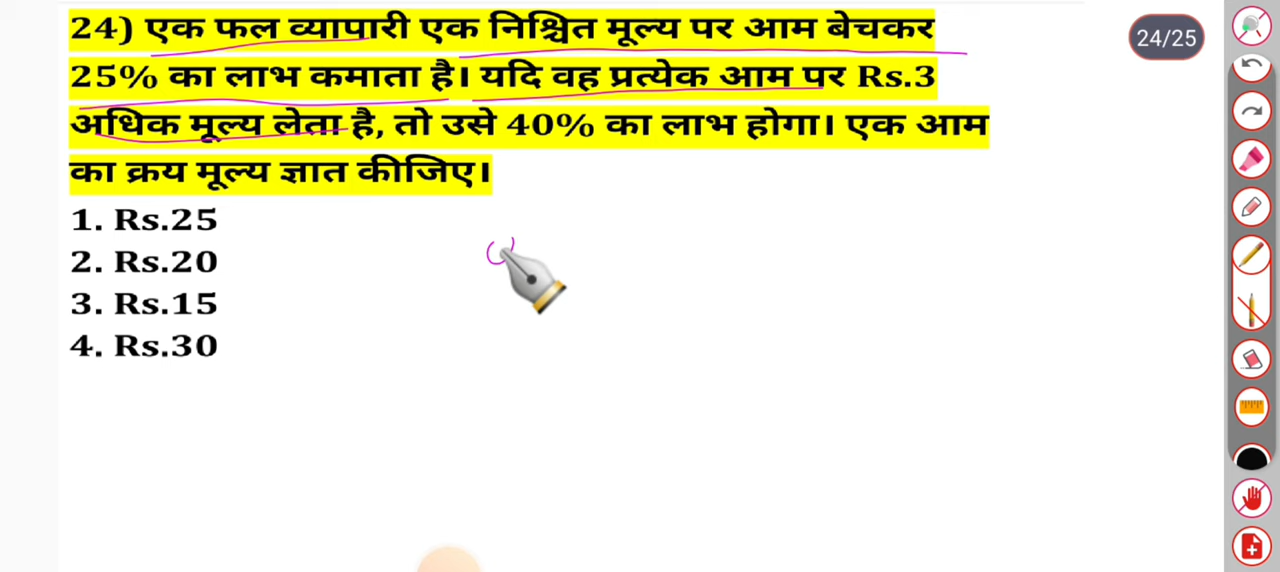 24) एक फल व्यापारी एक निश्चित मूल्य पर आम बेचकर
25% का लाभ कमाता है। यदि वह प्रत्येक आम पर Rs.3
अधिक मूल्य लेता है, तो उसे 40% का लाभ होगा। एक आम
का क्रय मूल्य ज्ञात कीजिए।
1. Rs.25
2. Rs.20
3. Rs.15
4. Rs.30
24/25